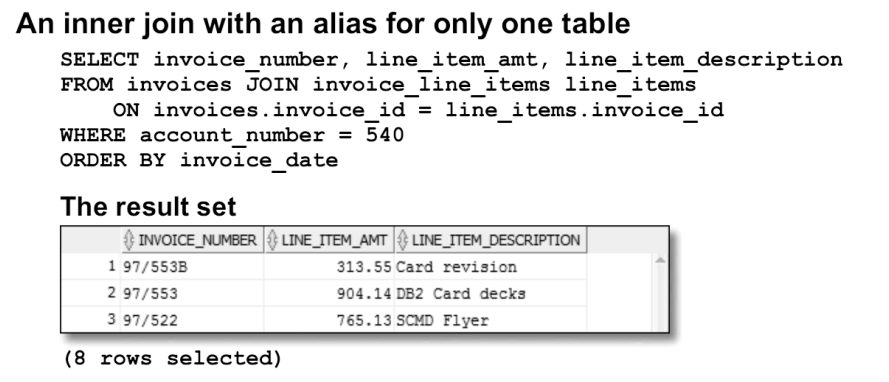 An inner join with an alias for only one table
SELECT invoice_number, line_item_amt, line_item_description
FROM invoices JOIN invoice_line_items line_items
ON invoices.invoice_id = line_items.invoice_id
WHERE account_number = 540
ORDER BY invoice_date
The result set
INVOICE_NUMBER LINE_ITEM_AMT LINE_ITEM_DESCRIPTION
1 97/553B 313.55 Card revision
2 97/553 904.14 DB2 Card decks
3 97/522 765.13 SCMD Flyer
(8 rows selected)